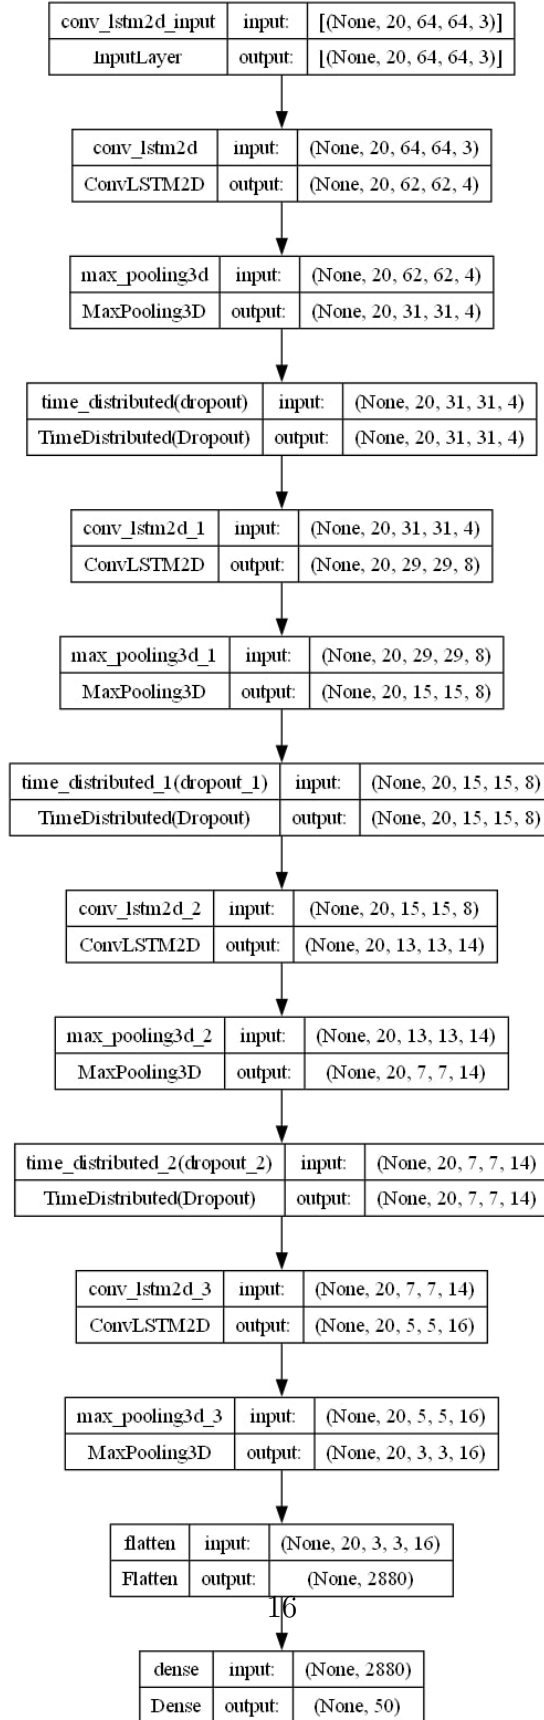 conv_lstm2d_input input: [(None, 20, 64, 64, 3)]
InputLayer output: [(None, 20, 64, 64, 3)]
conv_lstm2d input: (None, 20, 64, 64, 3)
ConvLSTM2D output: (None, 20, 62, 62, 4)
max_pooling3d input: (None, 20, 62, 62, 4)
MaxPooling3D output: (None, 20, 31, 31, 4)
time_distributed(dropout) input: (None, 20, 31, 31, 4)
TimeDistributed(Dropout) output: (None, 20, 31, 31, 4)
conv_lstm2d_1 input: (None, 20, 31, 31, 4)
ConvLSTM2D output: (None, 20, 29, 29, 8)
max_pooling3d_1 input: (None, 20, 29, 29, 8)
MaxPooling3D output: (None, 20, 15, 15, 8)
time_distributed_1(dropout_1) input: (None, 20, 15, 15, 8)
TimeDistributed(Dropout) output: (None, 20, 15, 15, 8)
conv_lstm2d_2 input: (None, 20, 15, 15, 8)
ConvLSTM2D output: (None, 20, 13, 13, 14)
max_pooling3d_2 input: (None, 20, 13, 13, 14)
MaxPooling3D output: (None, 20, 7, 7, 14)
time_distributed_2(dropout_2) input: (None, 20, 7, 7, 14)
TimeDistributed(Dropout) output: (None, 20, 7, 7, 14)
conv_lstm2d_3 input: (None, 20, 7, 7, 14)
ConvLSTM2D output: (None, 20, 5, 5, 16)
max_pooling3d_3 input: (None, 20, 5, 5, 16)
MaxPooling3D output: (None, 20, 3, 3, 16)
flatten input: (None, 20, 3, 3, 16)
Flatten output: (None, 2880)
16
dense input: (None, 2880)
Dense output: (None, 50)